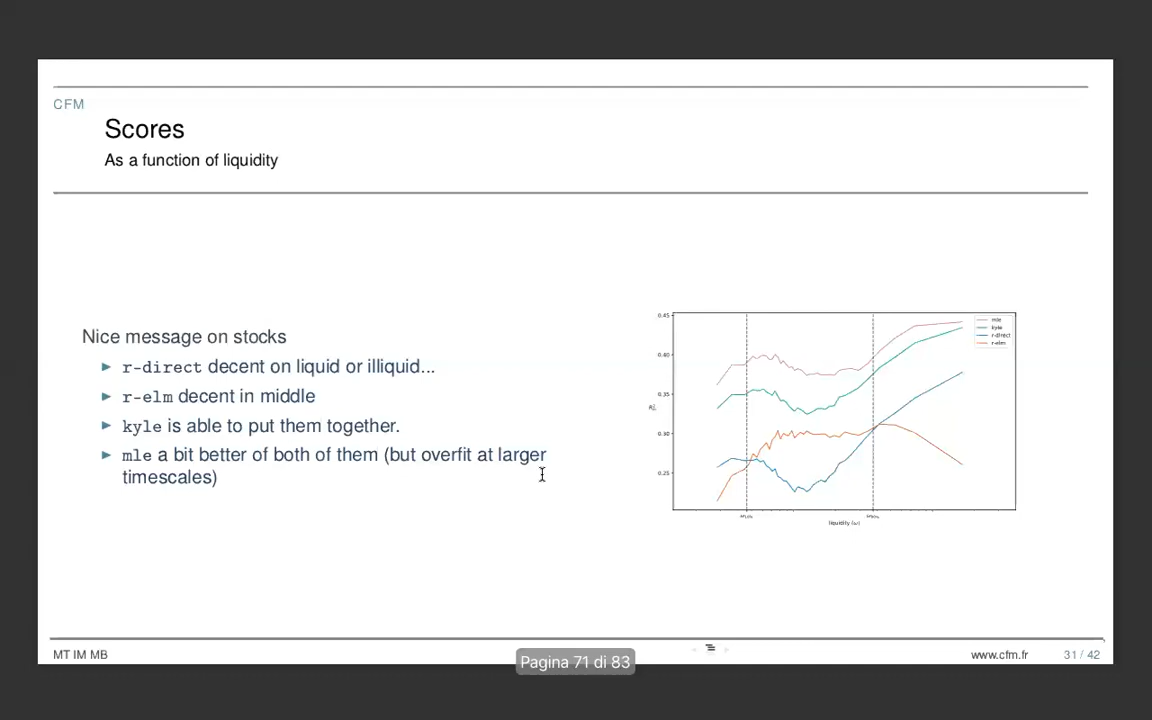 CFM
Scores
As a function of liquidity
Nice message on stocks
r-direct decent on liquid or illiquid...
r-elm decent in middle
kyle is able to put them together.
mle a bit better of both of them (but overfit at larger
timescales)
0.45
0.40
0.35
0.30
0.25
mle
kyle
r-direct
r-elm
liquidity (ω)
MT IM MB
Pagina 71 di 83
www.cfm.fr
31 / 42